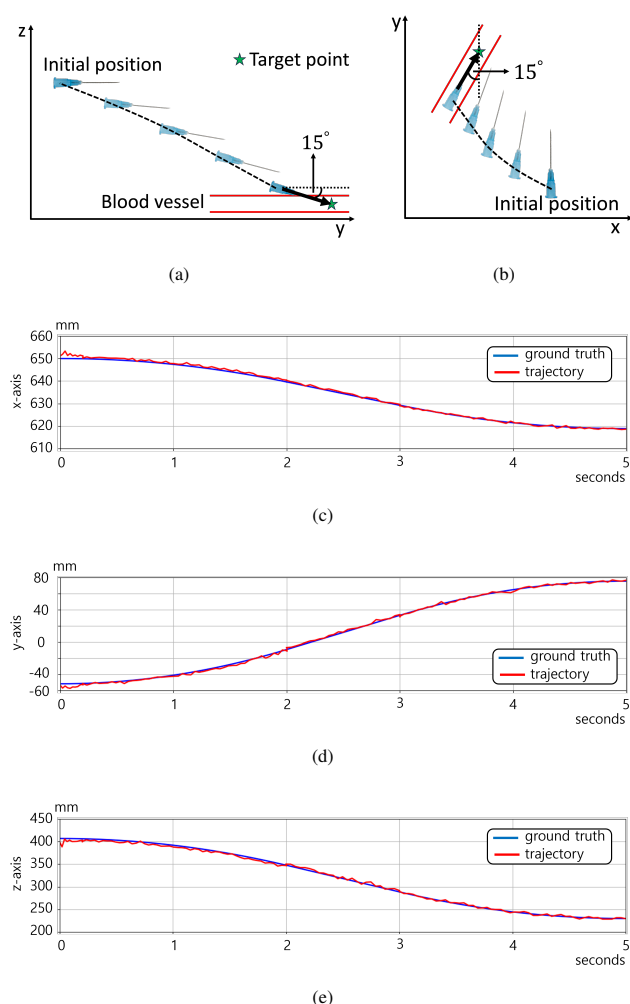 z
Initial position
Target point
15°
Blood vessel
y
(a)
y
15°
Initial position
x
(b)
mm
660
650
640
630
620
610
x-axis
ground truth
trajectory
0 1 2 3 4 5
seconds
(c)
mm
80
40
0
-40
-60
y-axis
ground truth
trajectory
0 1 2 3 4 5
seconds
(d)
mm
450
400
350
300
250
200
z-axis
ground truth
trajectory
0 1 2 3 4 5
seconds
(e)